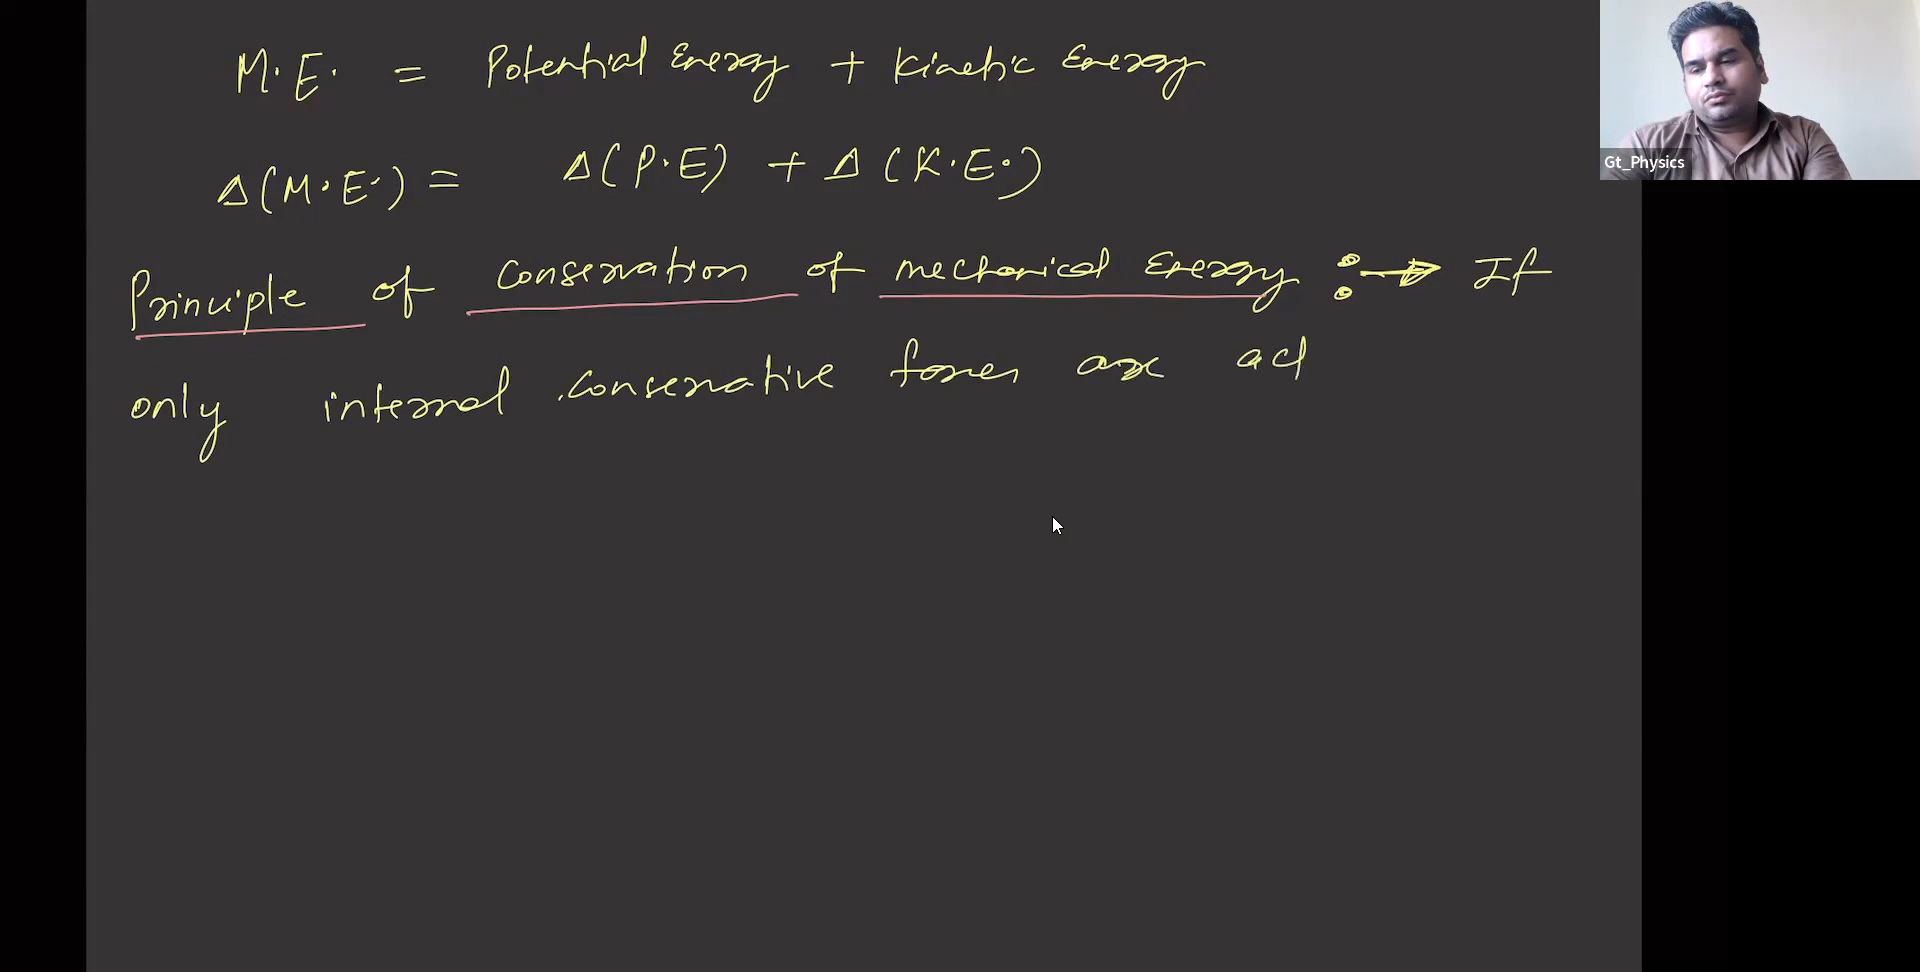 M.E. = Potential Energy + Kinetic Energy
Gt_Physics
Δ(M.E.) = Δ(P.E) + Δ(K.E.)
Principle of Conservation of mechanical Energy :→ If
only internal conservative forces are act